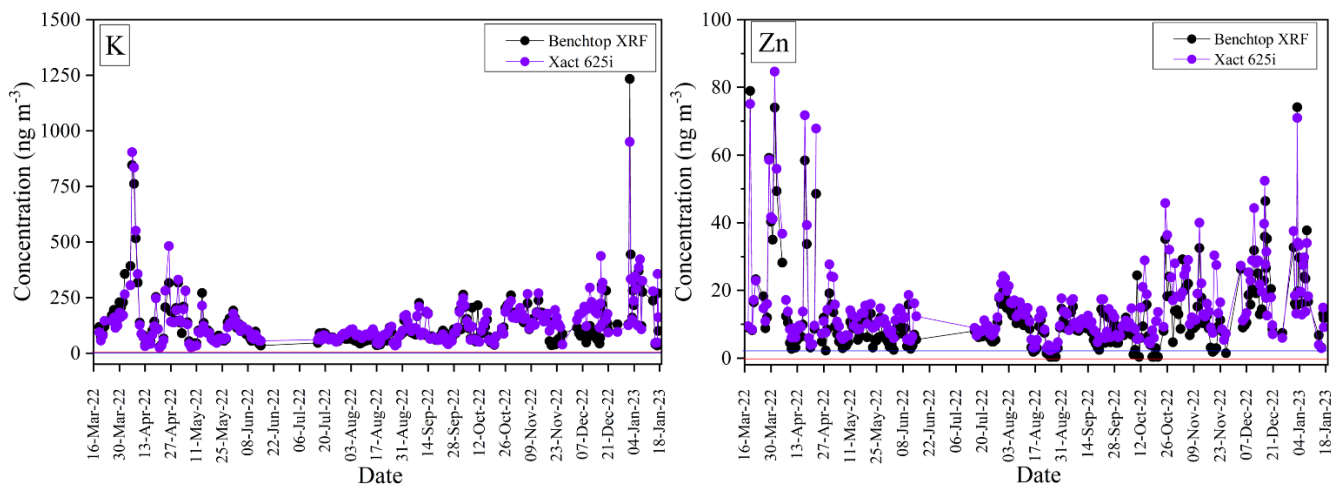 K
Benchtop XRF
Xact 625i
Concentration (ng m⁻³)
1500
1250
1000
750
500
250
0
16-Mar-22
30-Mar-22
13-Apr-22
27-Apr-22
11-May-22
25-May-22
08-Jun-22
22-Jun-22
06-Jul-22
20-Jul-22
03-Aug-22
17-Aug-22
31-Aug-22
14-Sep-22
28-Sep-22
12-Oct-22
26-Oct-22
09-Nov-22
23-Nov-22
07-Dec-22
21-Dec-22
04-Jan-23
18-Jan-23
Date
Zn
Benchtop XRF
Xact 625i
Concentration (ng m⁻³)
100
80
60
40
20
0
16-Mar-22
30-Mar-22
13-Apr-22
27-Apr-22
11-May-22
25-May-22
08-Jun-22
22-Jun-22
06-Jul-22
20-Jul-22
03-Aug-22
17-Aug-22
31-Aug-22
14-Sep-22
28-Sep-22
12-Oct-22
26-Oct-22
09-Nov-22
23-Nov-22
07-Dec-22
21-Dec-22
04-Jan-23
18-Jan-23
Date